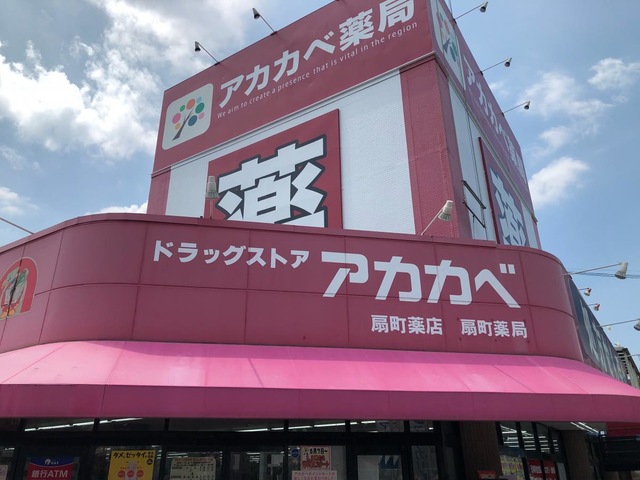 アカカベ薬局
We aim to create a presence that is vital in the region
薬
ドラッグストア アカカベ
扇町薬店 扇町薬局
銀行ATM